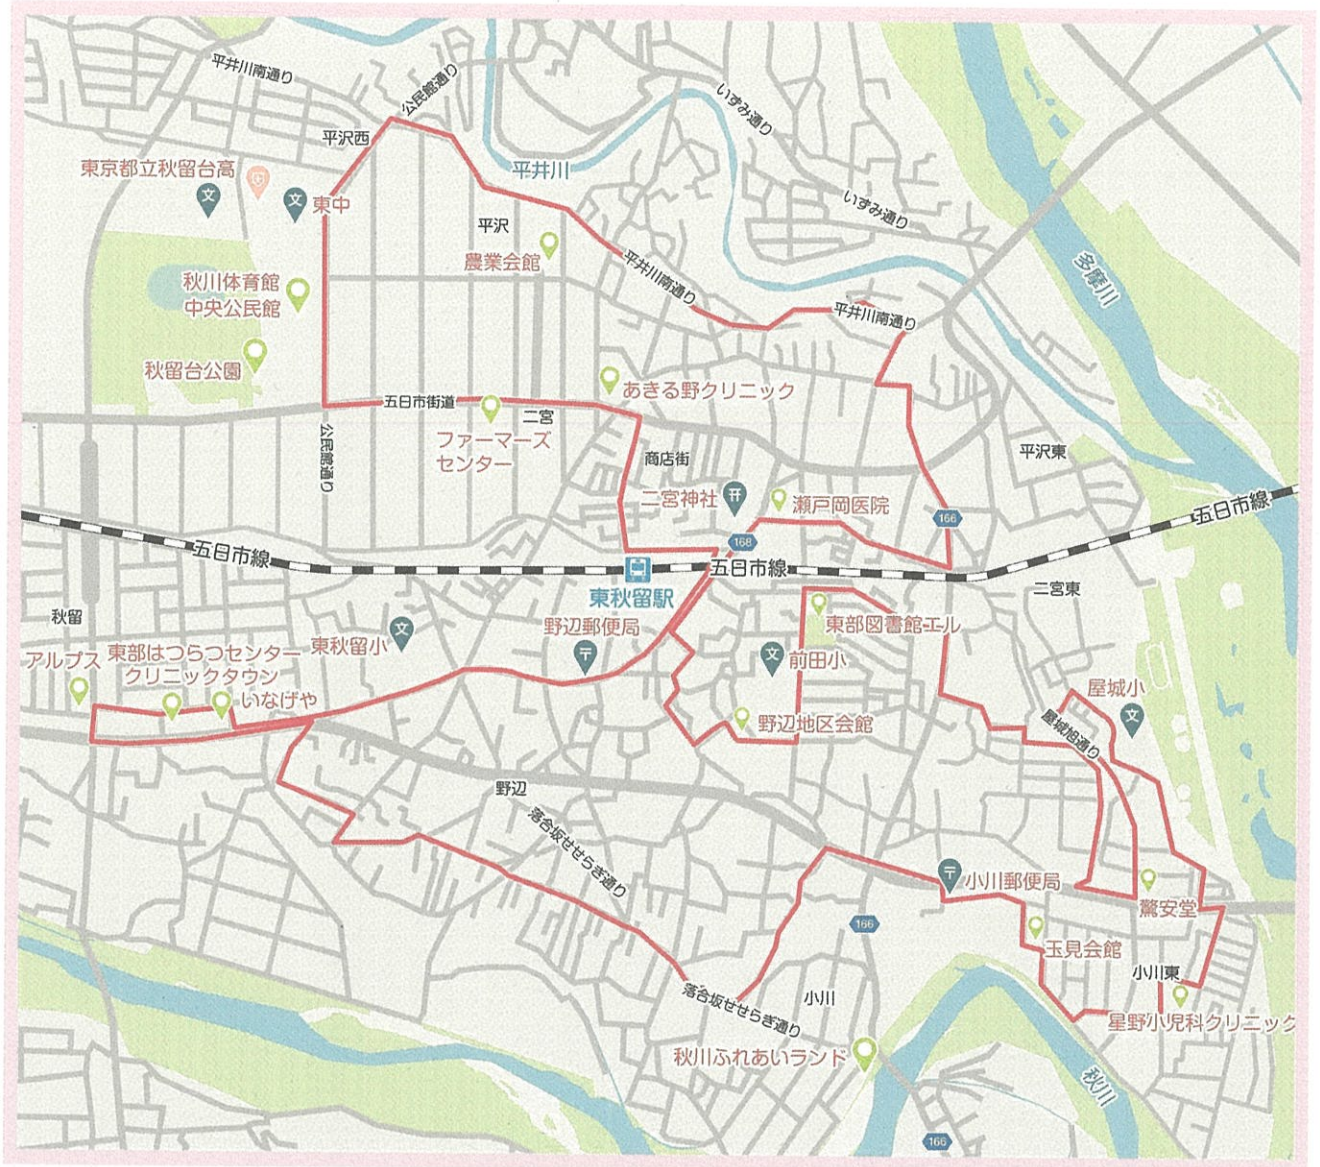 平井川南通り
公民館通り
いずみ通り
平沢西
平井川
東京都立秋留台高
東中
いずみ通り
平沢
農業会館
平井川南通り
多摩川
秋川体育館
中央公民館
平井川南通り
秋留台公園
あきる野クリニック
五日市街道
二宮
ファーマーズ
センター
公民館通り
商店街
平沢東
二宮神社
瀬戸岡医院
166
五日市線
168
五日市線
五日市線
東秋留駅
二宮東
秋留
野辺郵便局
東部図書館エル
アルプス
東部はつらつセンター
クリニックタウン
東秋留小
前田小
いなげや
屋城小
野辺地区会館
屋城旭通り
野辺
落合坂せせらぎ通り
小川郵便局
驚安堂
166
玉見会館
小川東
落合坂せせらぎ通り
小川
星野小児科クリニック
秋川ふれあいランド
秋川
166